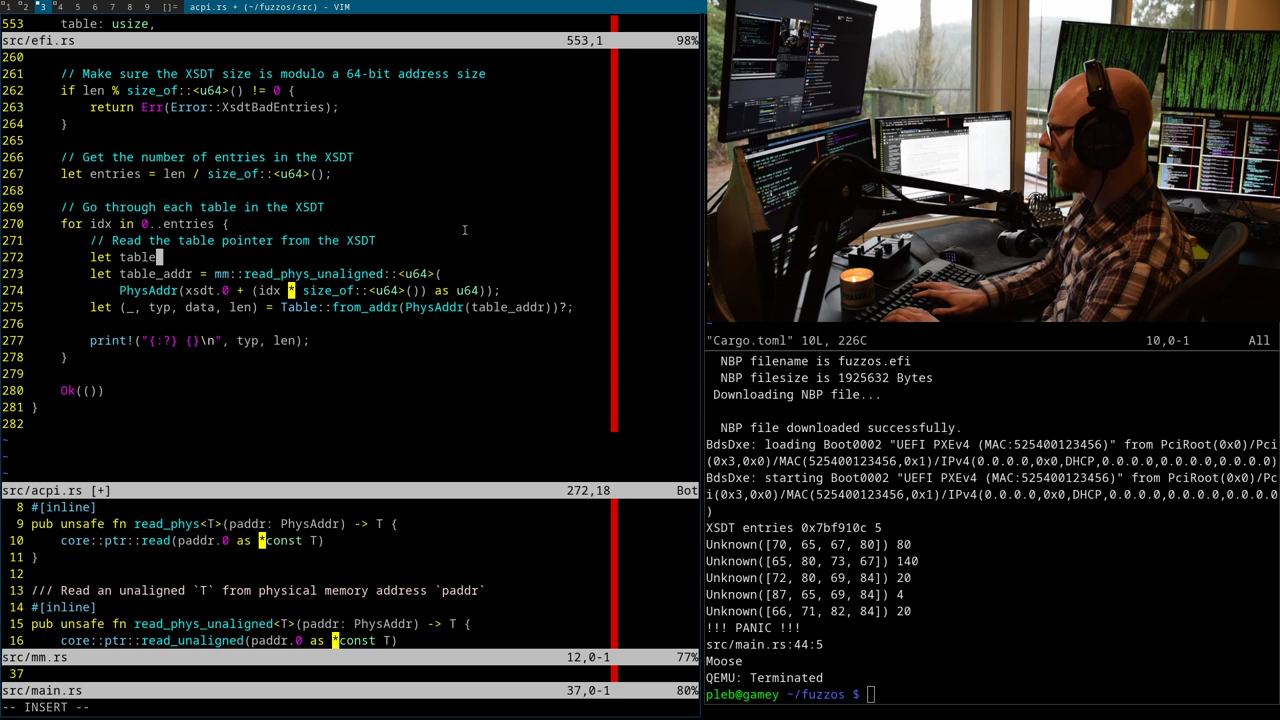 1 2 3 4 5 6 7 8 9 []= acpi.rs + (~/fuzzos/src) - VIM
553     table: usize,
src/efi.rs 553,1 98%
260
261     // Make sure the XSDT size is modulo a 64-bit address size
262     if len % size_of::<u64>() != 0 {
263         return Err(Error::XsdtBadEntries);
264     }
265
266     // Get the number of entries in the XSDT
267     let entries = len / size_of::<u64>();
268
269     // Go through each table in the XSDT
270     for idx in 0..entries {
271         // Read the table pointer from the XSDT
272         let table
273         let table_addr = mm::read_phys_unaligned::<u64>(
274             PhysAddr(xsdt.0 + (idx * size_of::<u64>()) as u64));
275         let (_, typ, data, len) = Table::from_addr(PhysAddr(table_addr))?;
276
277         print!("{:?} {}\n", typ, len);
278     }
279
280     Ok(())
281 }
282
~
~
~
src/acpi.rs [+] 272,18 Bot
8 #[inline]
9 pub unsafe fn read_phys<T>(paddr: PhysAddr) -> T {
10     core::ptr::read(paddr.0 as *const T)
11 }
12
13 /// Read an unaligned `T` from physical memory address `paddr`
14 #[inline]
15 pub unsafe fn read_phys_unaligned<T>(paddr: PhysAddr) -> T {
16     core::ptr::read_unaligned(paddr.0 as *const T)
src/mm.rs 12,0-1 77%
37
src/main.rs 37,0-1 80%
-- INSERT --
~
"Cargo.toml" 10L, 226C 10,0-1 All
NBP filename is fuzzos.efi
NBP filesize is 1925632 Bytes
Downloading NBP file...
NBP file downloaded successfully.
BdsDxe: loading Boot0002 "UEFI PXEv4 (MAC:525400123456)" from PciRoot(0x0)/Pci
(0x3,0x0)/MAC(525400123456,0x1)/IPv4(0.0.0.0,0x0,DHCP,0.0.0.0,0.0.0.0,0.0.0.0)
BdsDxe: starting Boot0002 "UEFI PXEv4 (MAC:525400123456)" from PciRoot(0x0)/Pc
i(0x3,0x0)/MAC(525400123456,0x1)/IPv4(0.0.0.0,0x0,DHCP,0.0.0.0,0.0.0.0,0.0.0.0
)
XSDT entries 0x7bf910c 5
Unknown([70, 65, 67, 80]) 80
Unknown([65, 80, 73, 67]) 140
Unknown([72, 80, 69, 84]) 20
Unknown([87, 65, 69, 84]) 4
Unknown([66, 71, 82, 84]) 20
!!! PANIC !!!
src/main.rs:44:5
Moose
QEMU: Terminated
pleb@gamey ~/fuzzos $